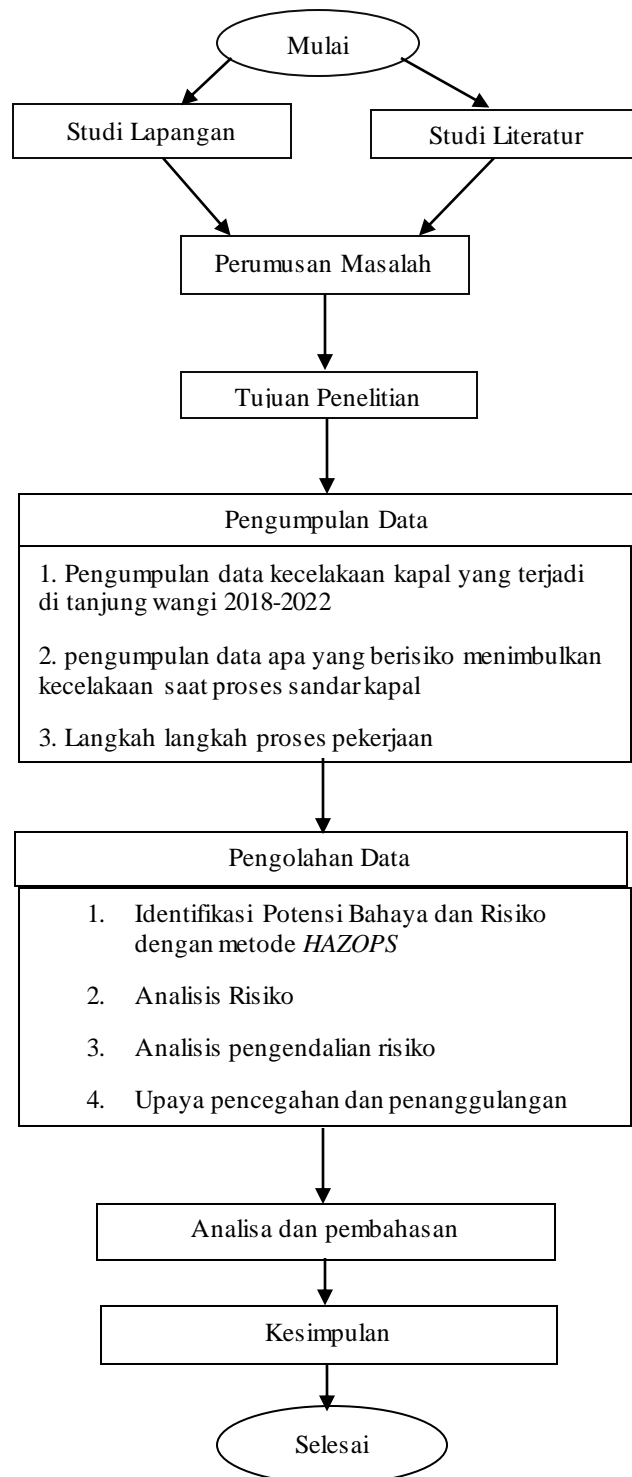 Mulai
Studi Lapangan
Studi Literatur
Perumusan Masalah
Tujuan Penelitian
Pengumpulan Data
1. Pengumpulan data kecelakaan kapal yang terjadi
di tanjung wangi 2018-2022
2. pengumpulan data apa yang berisiko menimbulkan
kecelakaan saat proses sandar kapal
3. Langkah langkah proses pekerjaan
Pengolahan Data
1. Identifikasi Potensi Bahaya dan Risiko
dengan metode HAZOPS
2. Analisis Risiko
3. Analisis pengendalian risiko
4. Upaya pencegahan dan penanggulangan
Analisa dan pembahasan
Kesimpulan
Selesai